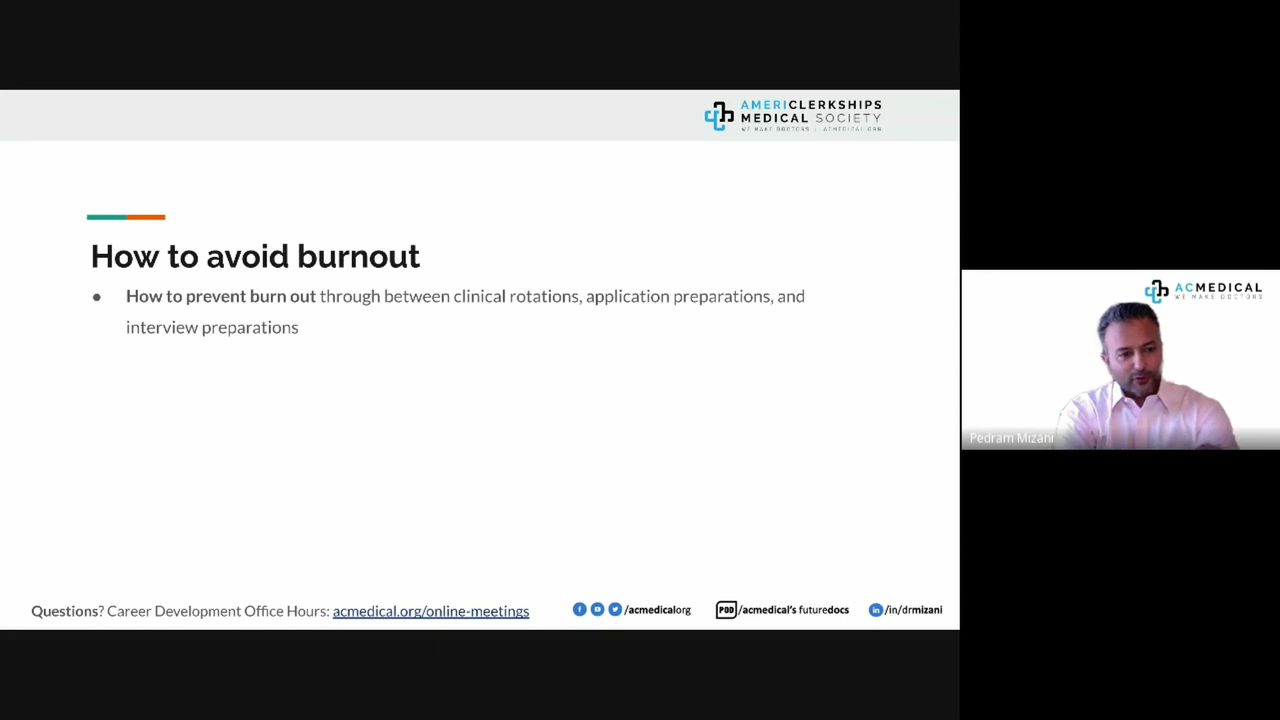 AMERICLERKSHIPS
MEDICAL SOCIETY
WE MAKE DOCTORS | ACMEDICAL.ORG
How to avoid burnout
● How to prevent burn out through between clinical rotations, application preparations, and
interview preparations
Questions? Career Development Office Hours: acmedical.org/online-meetings
/acmedicalorg
POD /acmedical's futuredocs
in /in/drmizani
ACMEDICAL
WE MAKE DOCTORS
Pedram Mizani